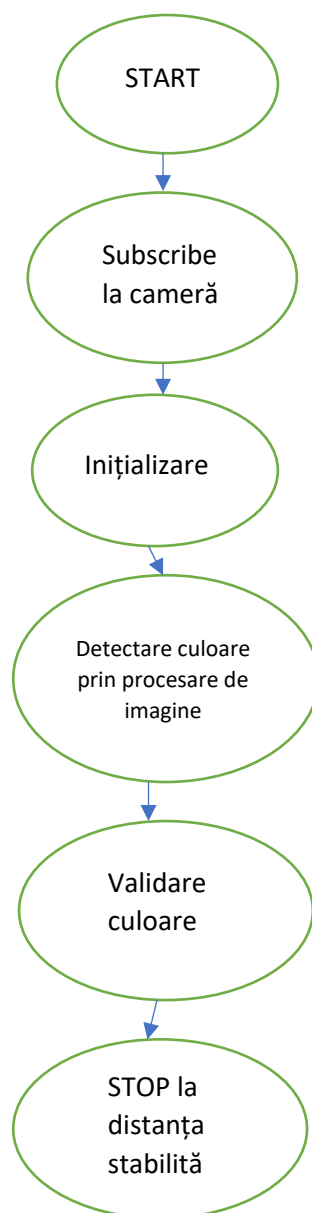 START
Subscribe
la cameră
Inițializare
Detectare culoare
prin procesare de
imagine
Validare
culoare
STOP la
distanța
stabilită